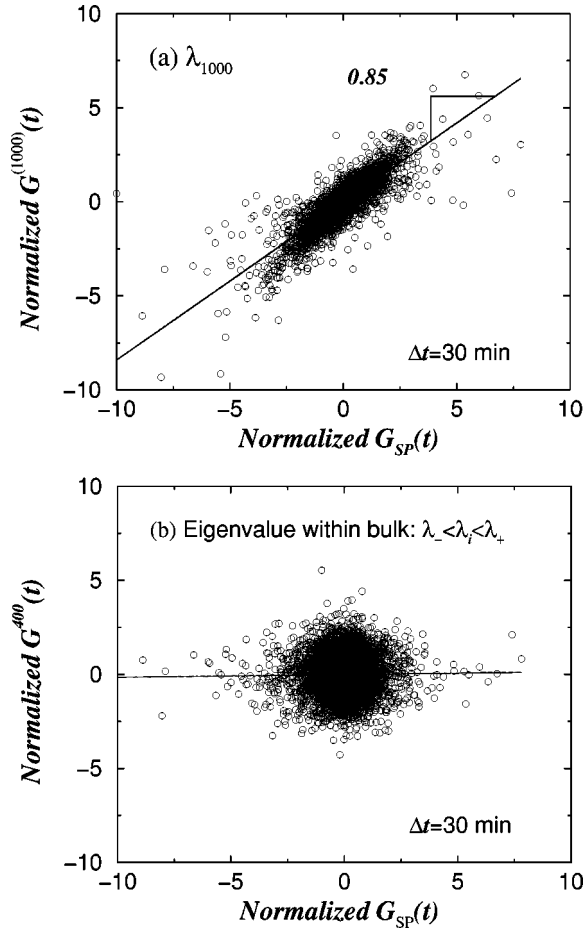 (a) λ1000
0.85
10
5
0
−5
−10
Normalized G(1000)(t)
Δt=30 min
−10 −5 0 5 10
Normalized GSP(t)
(b) Eigenvalue within bulk: λ−<λi<λ+
10
5
0
−5
−10
Normalized G400(t)
Δt=30 min
−10 −5 0 5 10
Normalized GSP(t)